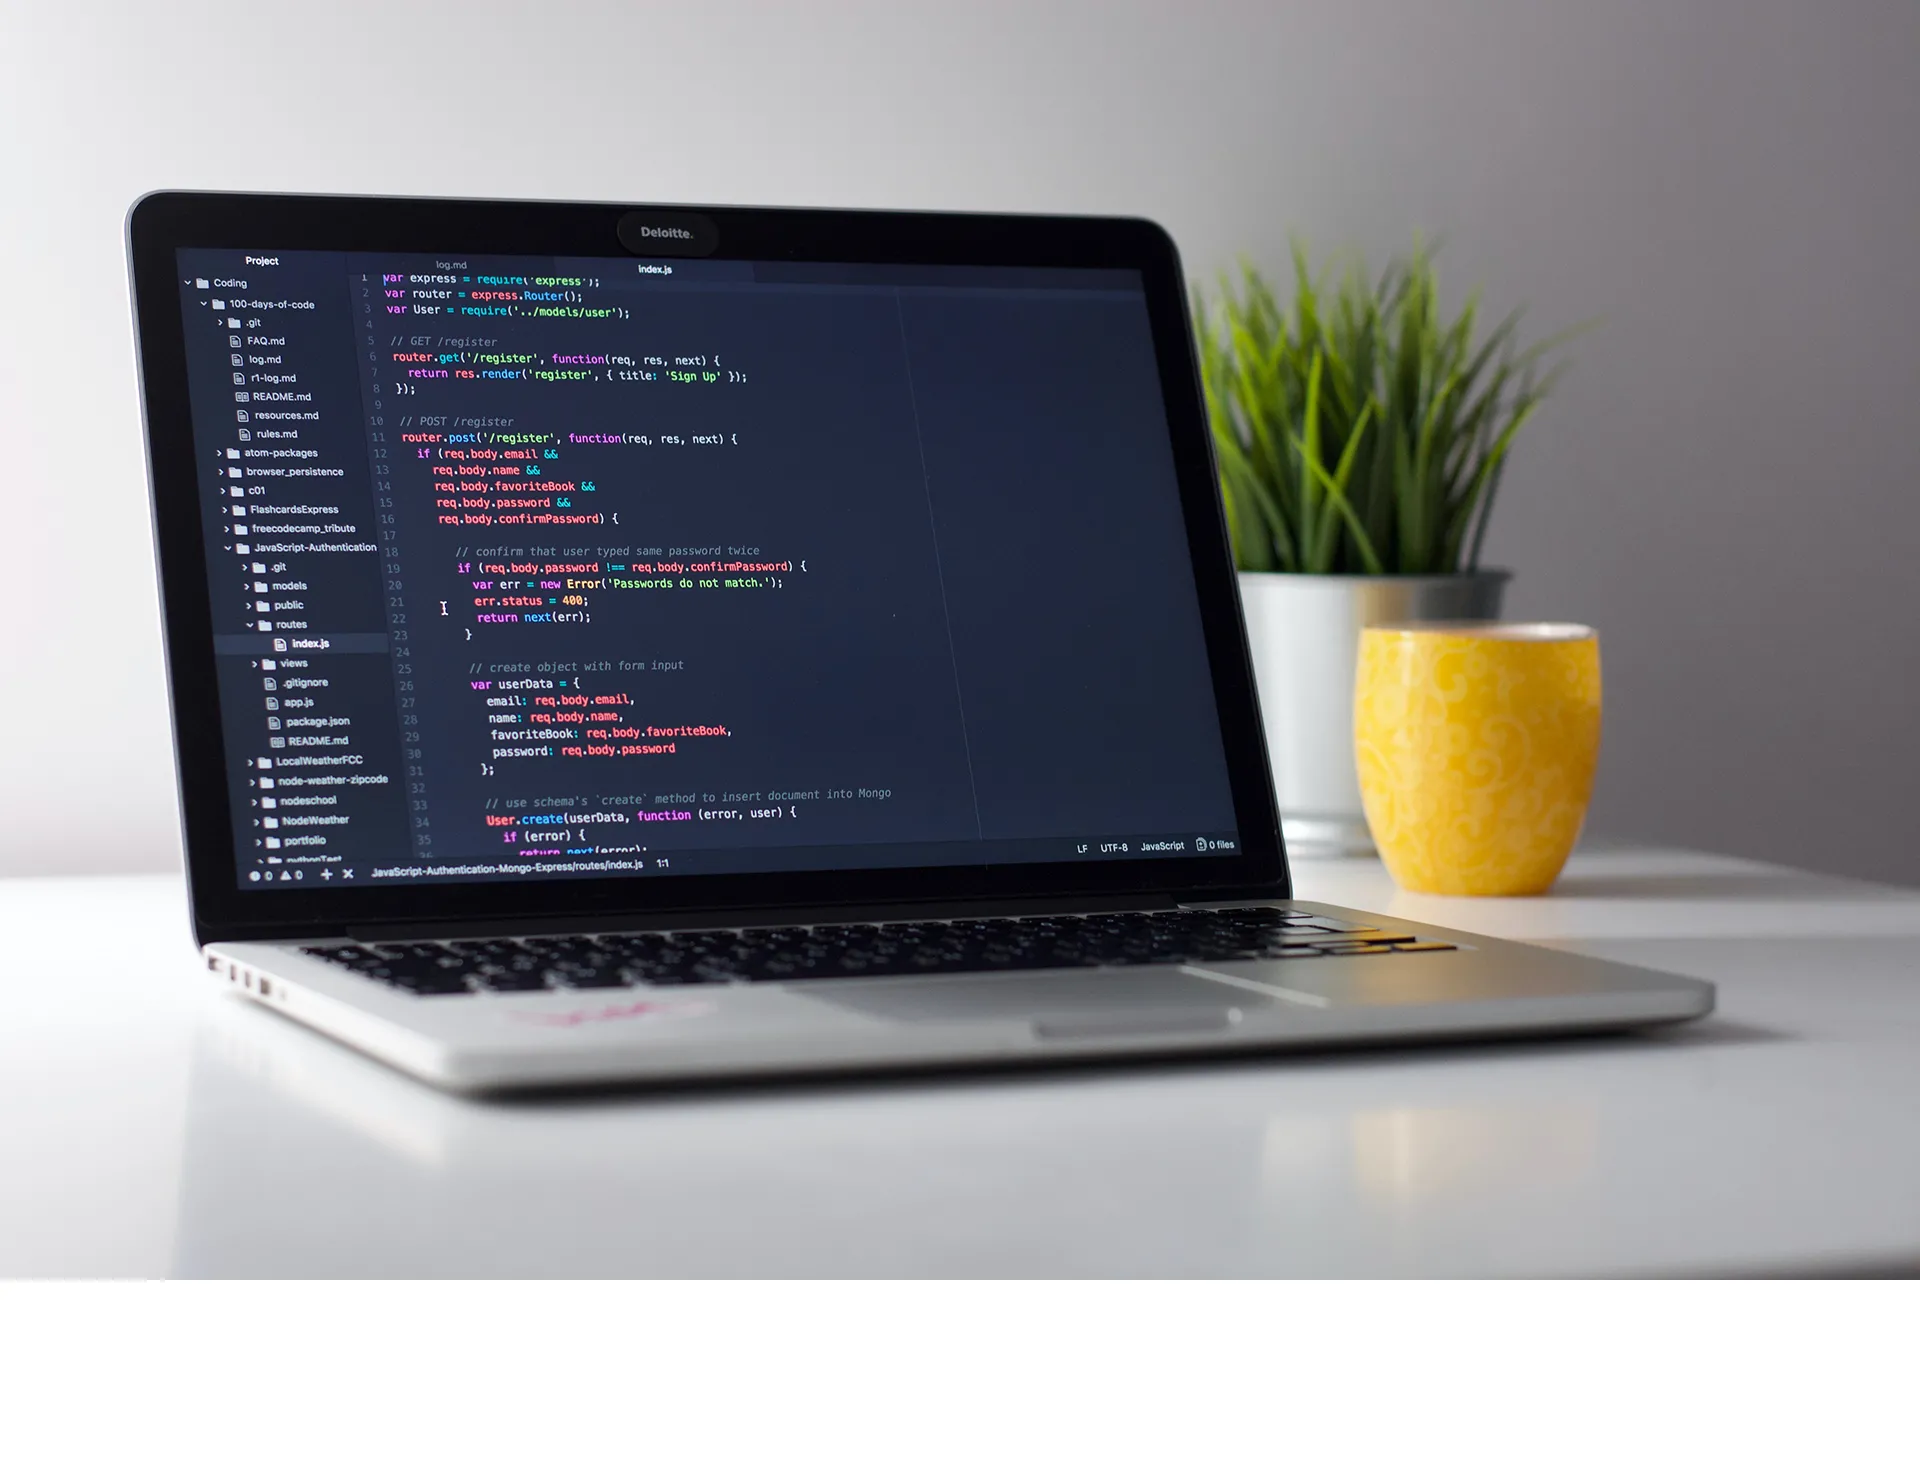 Deloitte.
Project
Coding
100-days-of-code
.git
FAQ.md
log.md
r1-log.md
README.md
resources.md
rules.md
atom-packages
browser_persistence
c01
FlashcardsExpress
freecodecamp_tribute
JavaScript-Authentication
.git
models
public
routes
index.js
views
.gitignore
app.js
package.json
README.md
LocalWeatherFCC
node-weather-zipcode
nodeschool
NodeWeather
portfolio
pythonTest
log.md
index.js
1 var express = require('express');
2 var router = express.Router();
3 var User = require('../models/user');
4
5 // GET /register
6 router.get('/register', function(req, res, next) {
7 return res.render('register', { title: 'Sign Up' });
8 });
9
10 // POST /register
11 router.post('/register', function(req, res, next) {
12 if (req.body.email &&
13 req.body.name &&
14 req.body.favoriteBook &&
15 req.body.password &&
16 req.body.confirmPassword) {
17
18 // confirm that user typed same password twice
19 if (req.body.password !== req.body.confirmPassword) {
20 var err = new Error('Passwords do not match.');
21 err.status = 400;
22 return next(err);
23 }
24
25 // create object with form input
26 var userData = {
27 email: req.body.email,
28 name: req.body.name,
29 favoriteBook: req.body.favoriteBook,
30 password: req.body.password
31 };
32
33 // use schema's `create` method to insert document into Mongo
34 User.create(userData, function (error, user) {
35 if (error) {
36 return next(error);
0 0 JavaScript-Authentication-Mongo-Express/routes/index.js 1:1
LF UTF-8 JavaScript 0 files